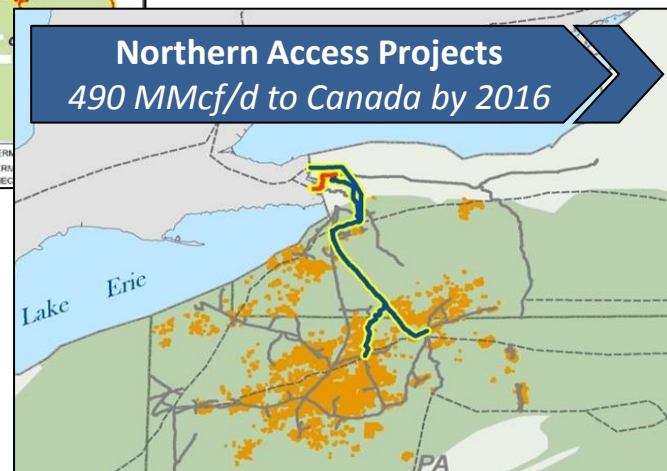 Northern Access Projects
490 MMcf/d to Canada by 2016
Lake Erie
PA